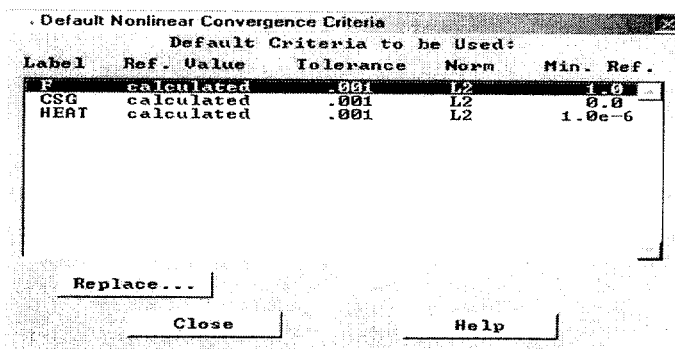 Default Nonlinear Convergence Criteria
Default Criteria to be Used:
Label Ref. Value Tolerance Norm Min. Ref.
F calculated .001 L2 1.0
CSG calculated .001 L2 0.0
HEAT calculated .001 L2 1.0e-6
Replace...
Close Help